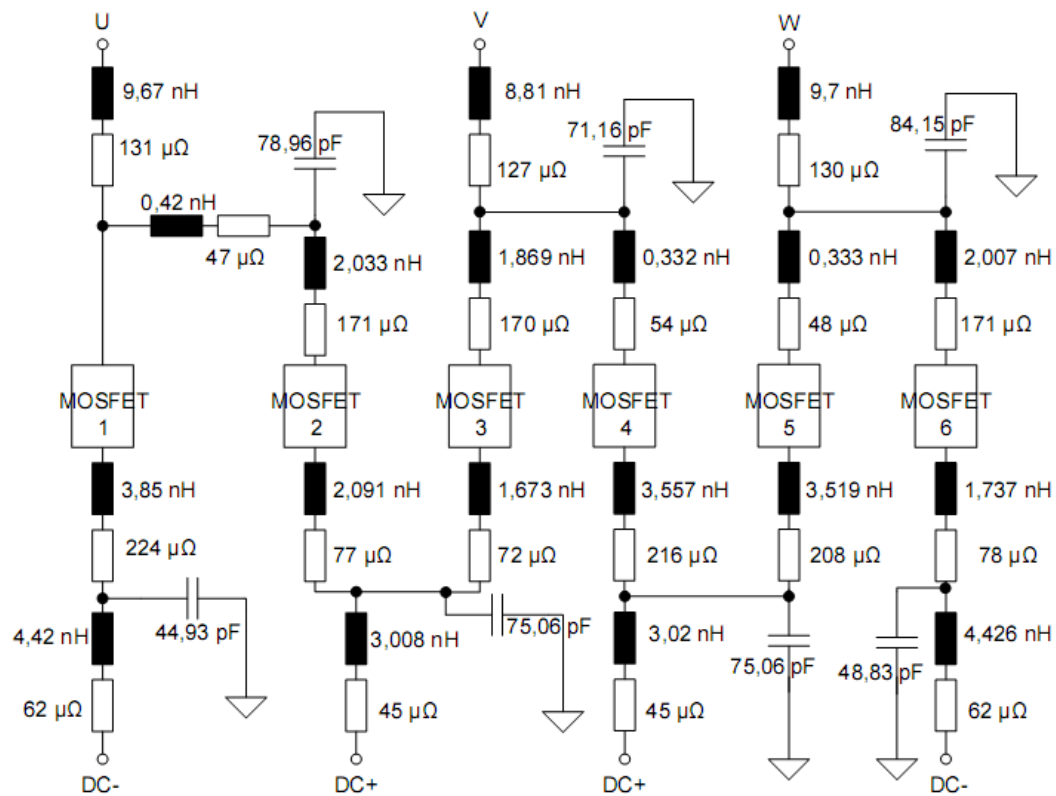 U
V
W
9,67 nH
8,81 nH
9,7 nH
78,96 pF
71,16 pF
84,15 pF
131 µΩ
127 µΩ
130 µΩ
0,42 nH
47 µΩ
2,033 nH
1,869 nH
0,332 nH
0,333 nH
2,007 nH
171 µΩ
170 µΩ
54 µΩ
48 µΩ
171 µΩ
MOSFET
1
MOSFET
2
MOSFET
3
MOSFET
4
MOSFET
5
MOSFET
6
3,85 nH
2,091 nH
1,673 nH
3,557 nH
3,519 nH
1,737 nH
224 µΩ
77 µΩ
72 µΩ
216 µΩ
208 µΩ
78 µΩ
44,93 pF
75,06 pF
4,42 nH
3,008 nH
3,02 nH
75,06 pF
48,83 pF
4,426 nH
62 µΩ
45 µΩ
45 µΩ
62 µΩ
DC-
DC+
DC+
DC-